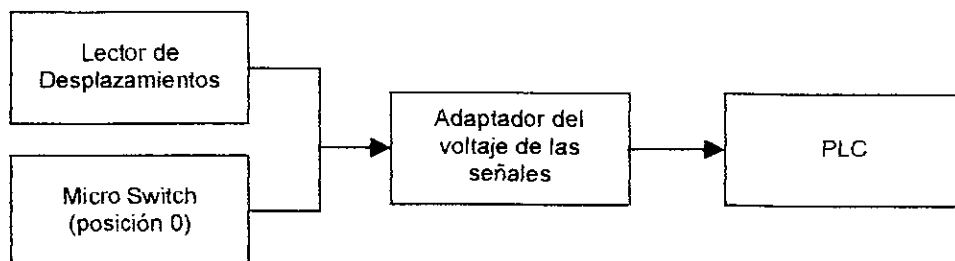 Lector de
Desplazamientos
Adaptador del
voltaje de las
señales
PLC
Micro Switch
(posición 0)